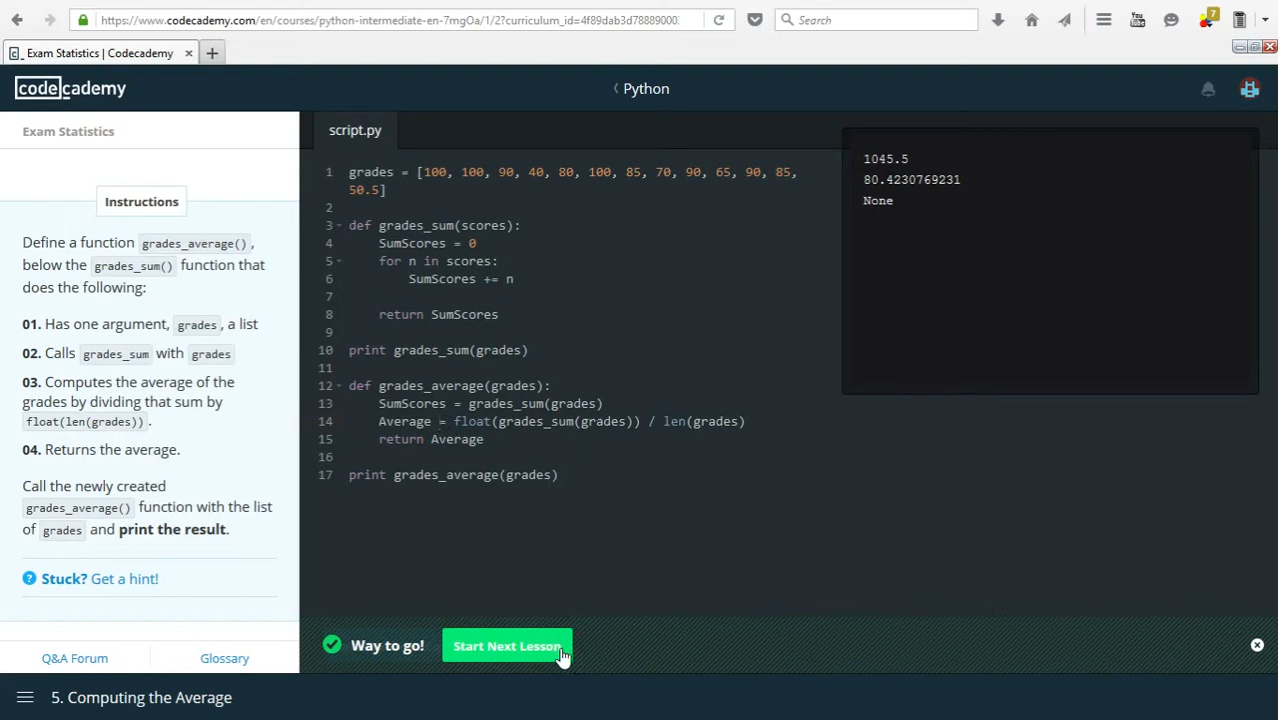 https://www.codecademy.com/en/courses/python-intermediate-en-7mgOa/1/2?curriculum_id=4f89dab3d78889000
Search
You
Tube
7
Exam Statistics | Codecademy
codecademy
Python
Exam Statistics
Instructions
Define a function grades_average(),
below the grades_sum() function that
does the following:
01. Has one argument, grades, a list
02. Calls grades_sum with grades
03. Computes the average of the
grades by dividing that sum by
float(len(grades)).
04. Returns the average.
Call the newly created
grades_average() function with the list
of grades and print the result.
? Stuck? Get a hint!
Q&A Forum
Glossary
script.py
1 grades = [100, 100, 90, 40, 80, 100, 85, 70, 90, 65, 90, 85,
50.5]
2
3 def grades_sum(scores):
4 SumScores = 0
5 for n in scores:
6 SumScores += n
7
8 return SumScores
9
10 print grades_sum(grades)
11
12 def grades_average(grades):
13 SumScores = grades_sum(grades)
14 Average = float(grades_sum(grades)) / len(grades)
15 return Average
16
17 print grades_average(grades)
1045.5
80.4230769231
None
Way to go!
Start Next Lesson
5. Computing the Average